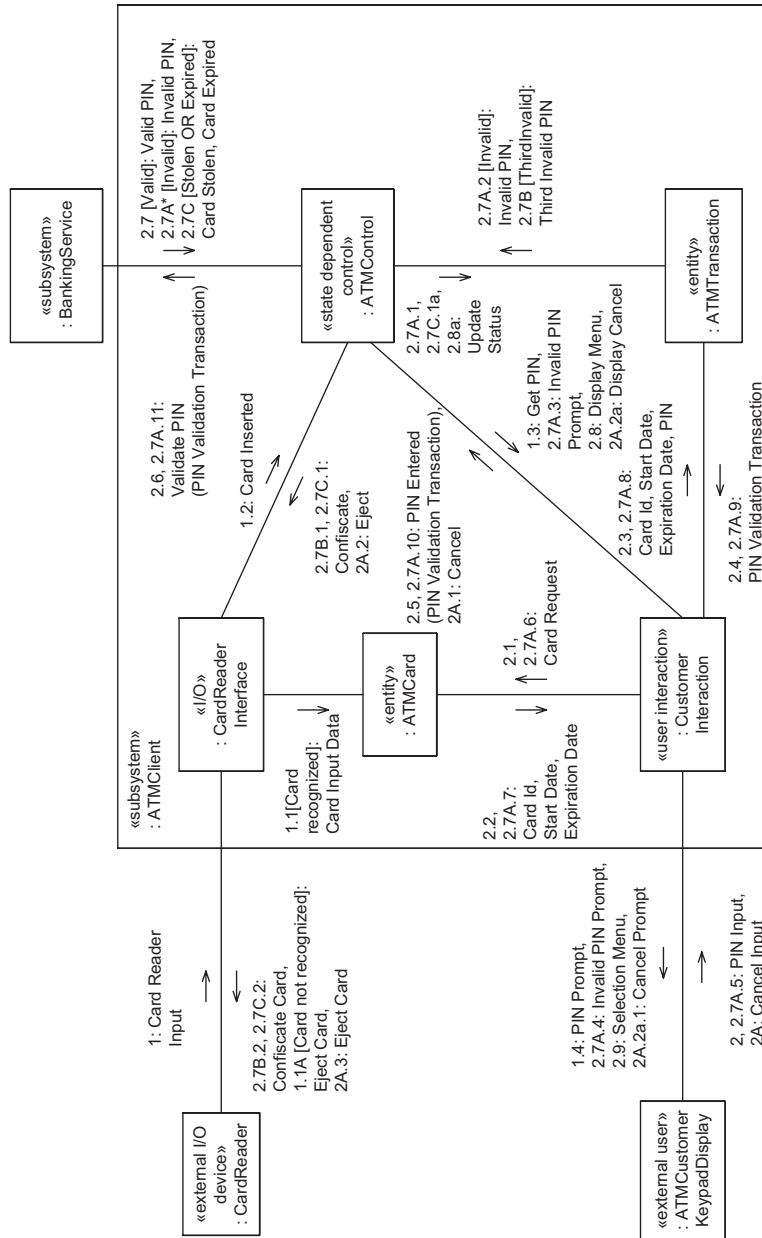 «external I/O
device»
: CardReader
1: Card Reader
Input
2.7B.2, 2.7C.2:
Confiscate Card,
1.1A [Card not recognized]:
Eject Card,
2A.3: Eject Card
«subsystem»
: ATMClient
«I/O»
: CardReader
Interface
1.2: Card Inserted
2.7B.1, 2.7C.1:
Confiscate,
2A.2: Eject
2.6, 2.7A.11:
Validate PIN
(PIN Validation Transaction)
«subsystem»
: BankingService
2.7 [Valid]: Valid PIN,
2.7A* [Invalid]: Invalid PIN,
2.7C [Stolen OR Expired]:
Card Stolen, Card Expired
1.1[Card
recognized]:
Card Input Data
«entity»
: ATMCard
2.5, 2.7A.10: PIN Entered
(PIN Validation Transaction),
2A.1: Cancel
«state dependent
control»
: ATMControl
2.7A.1,
2.7C.1a,
2.8a:
Update
Status
2.7A.2 [Invalid]:
Invalid PIN,
2.7B [ThirdInvalid]:
Third Invalid PIN
2.2,
2.7A.7:
Card Id,
Start Date,
Expiration Date
2.1,
2.7A.6:
Card Request
1.3: Get PIN,
2.7A.3: Invalid PIN
Prompt,
2.8: Display Menu,
2A.2a: Display Cancel
«external user»
: ATMCustomer
KeypadDisplay
1.4: PIN Prompt,
2.7A.4: Invalid PIN Prompt,
2.9: Selection Menu,
2A.2a.1: Cancel Prompt
2, 2.7A.5: PIN Input,
2A: Cancel Input
«user interaction»
: Customer
Interaction
2.3, 2.7A.8:
Card Id, Start Date,
Expiration Date, PIN
2.4, 2.7A.9:
PIN Validation Transaction
«entity»
: ATMTransaction